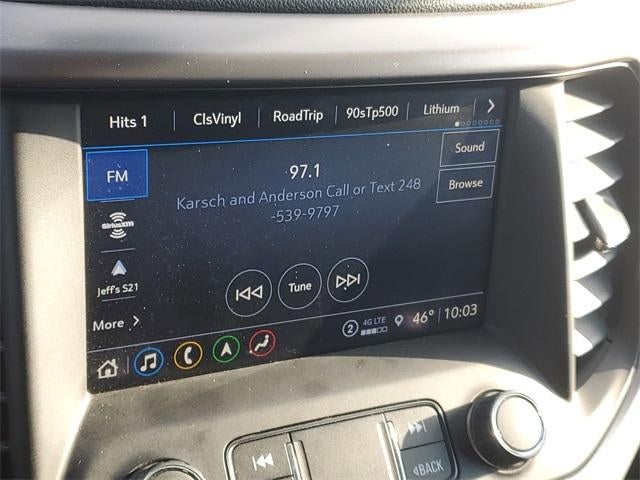 Hits 1 ClsVinyl RoadTrip 90sTp500 Lithium
FM 97.1 Sound
Karsch and Anderson Call or Text 248
-539-9797
Browse
SiriusXM
Jeff's S21
Tune
More
2 4G LTE 46° 10:03
BACK